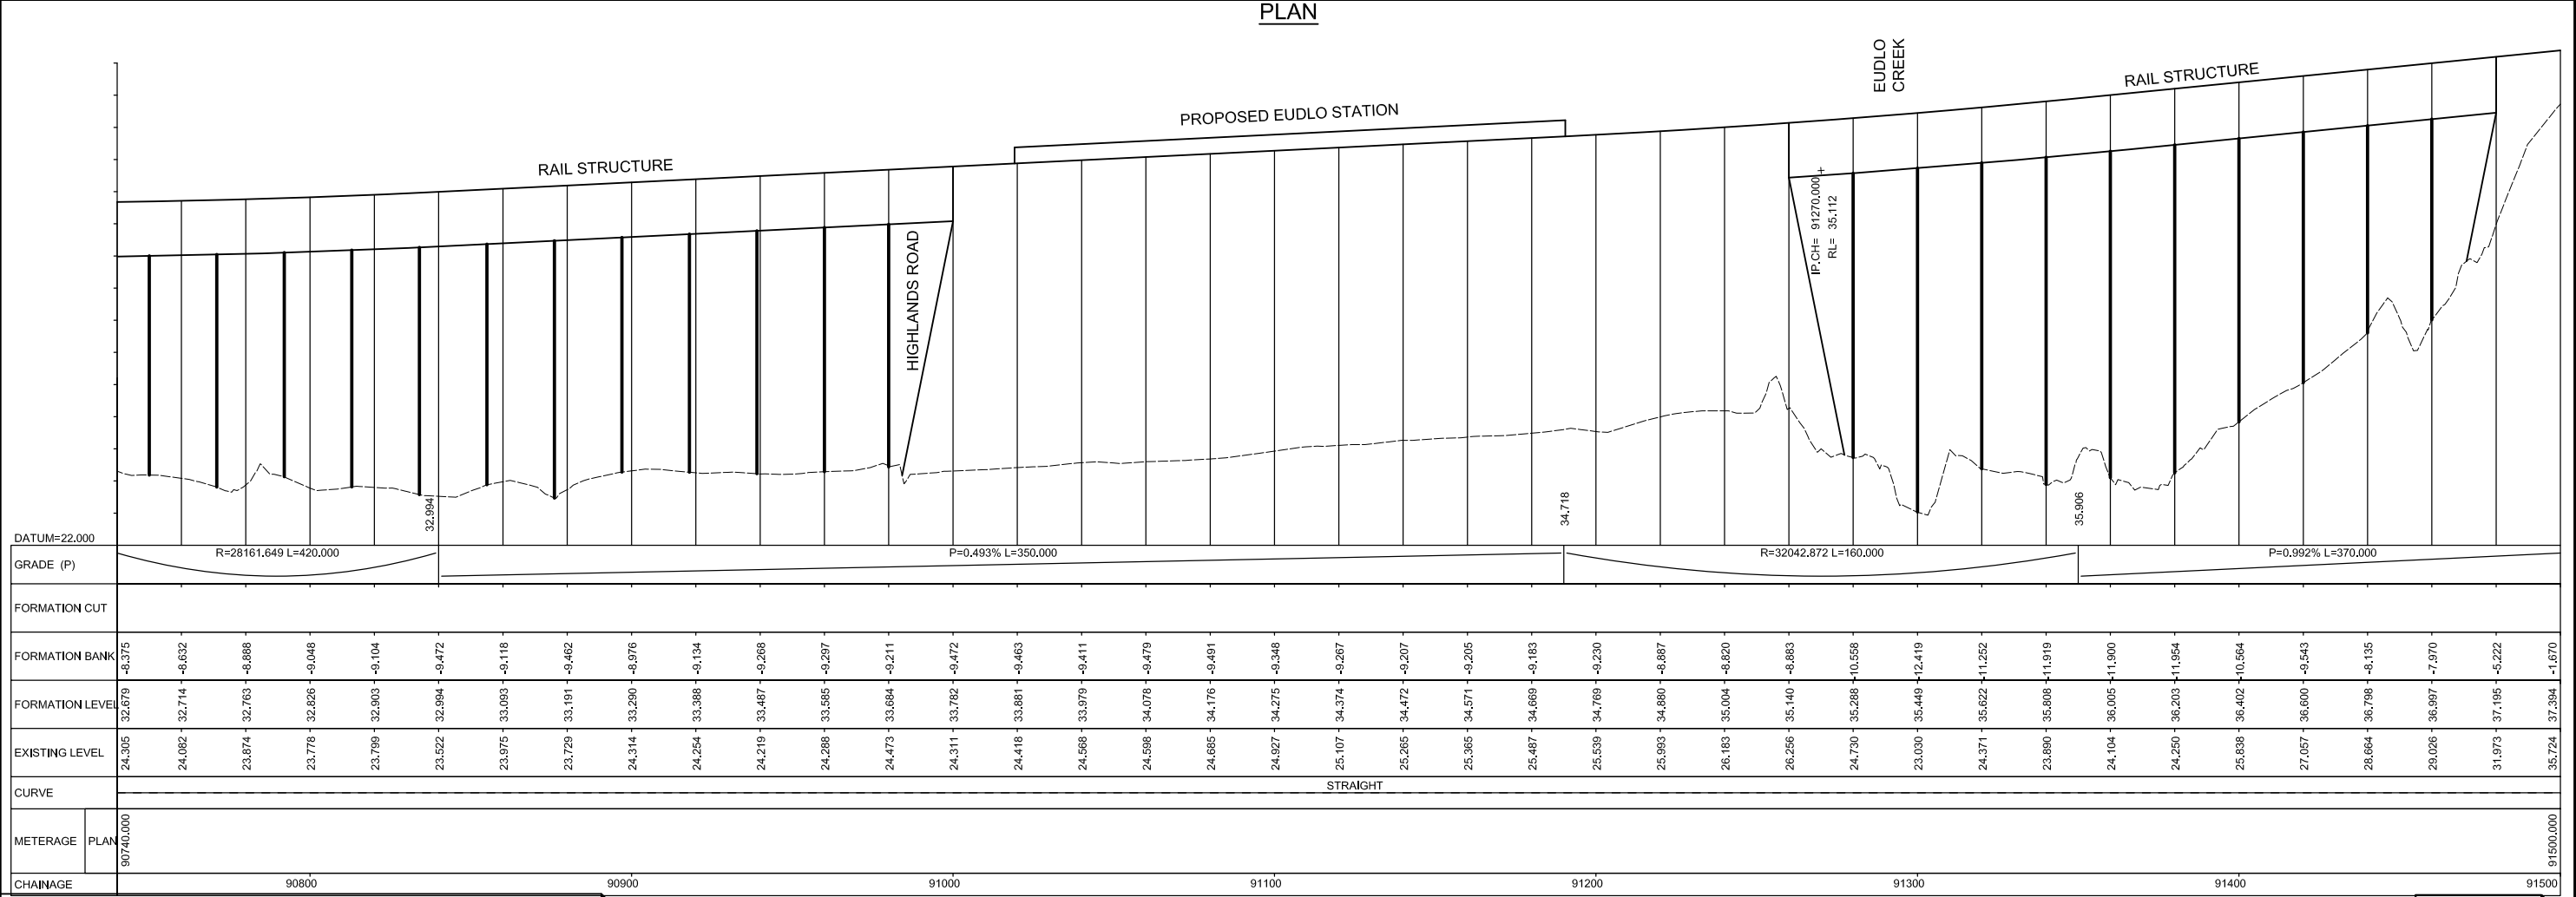 PLAN
EUDLO
CREEK
RAIL STRUCTURE
PROPOSED EUDLO STATION
RAIL STRUCTURE
HIGHLANDS ROAD
IP.CH= 91270.000
RL= 35.112
32.994
34.718
35.906
DATUM=22.000
GRADE (P) R=28161.649 L=420.000 P=0.493% L=350.000 R=32042.872 L=160.000 P=0.992% L=370.000
FORMATION CUT
FORMATION BANK -8.375 -8.632 -8.888 -9.048 -9.104 -9.472 -9.118 -9.462 -8.976 -9.134 -9.268 -9.297 -9.211 -9.472 -9.463 -9.411 -9.479 -9.491 -9.348 -9.267 -9.207 -9.205 -9.183 -9.230 -8.887 -8.820 -8.883 -10.558 -12.419 -11.252 -11.919 -11.900 -11.954 -10.564 -9.543 -8.135 -7.970 -5.222 -1.670
FORMATION LEVEL 32.679 32.714 32.763 32.826 32.903 32.994 33.093 33.191 33.290 33.388 33.487 33.585 33.684 33.782 33.881 33.979 34.078 34.176 34.275 34.374 34.472 34.571 34.669 34.769 34.880 35.004 35.140 35.288 35.449 35.622 35.808 36.005 36.203 36.402 36.600 36.798 36.997 37.195 37.394
EXISTING LEVEL 24.305 24.082 23.874 23.778 23.799 23.522 23.975 23.729 24.314 24.254 24.219 24.288 24.473 24.311 24.418 24.568 24.598 24.685 24.927 25.107 25.265 25.365 25.487 25.539 25.993 26.183 26.256 24.730 23.030 24.371 23.890 24.104 24.250 25.838 27.057 28.664 29.026 31.973 35.724
CURVE STRAIGHT
METERAGE PLAN 90740.000 91500.000
CHAINAGE 90800 90900 91000 91100 91200 91300 91400 91500